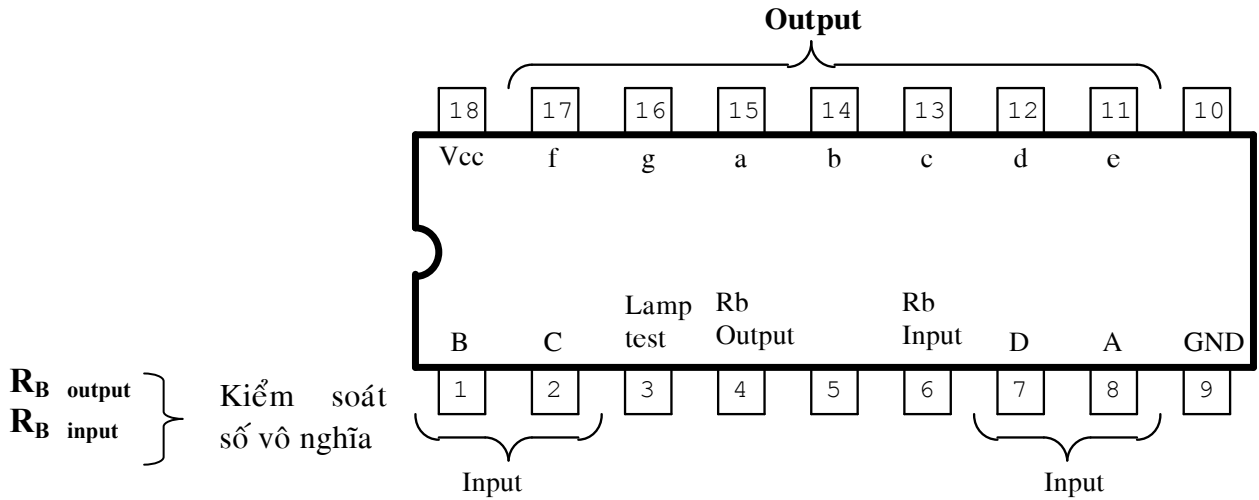 Output
18 17 16 15 14 13 12 11 10
Vcc f g a b c d e
Lamp Rb Rb
test Output Input
B C D A GND
1 2 3 4 5 6 7 8 9
R_B output
R_B input
Kiểm soát
số vô nghĩa
Input Input